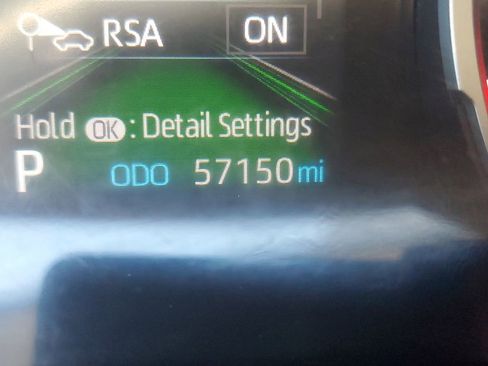 RSA ON
Hold OK : Detail Settings
P ODO 57150 mi